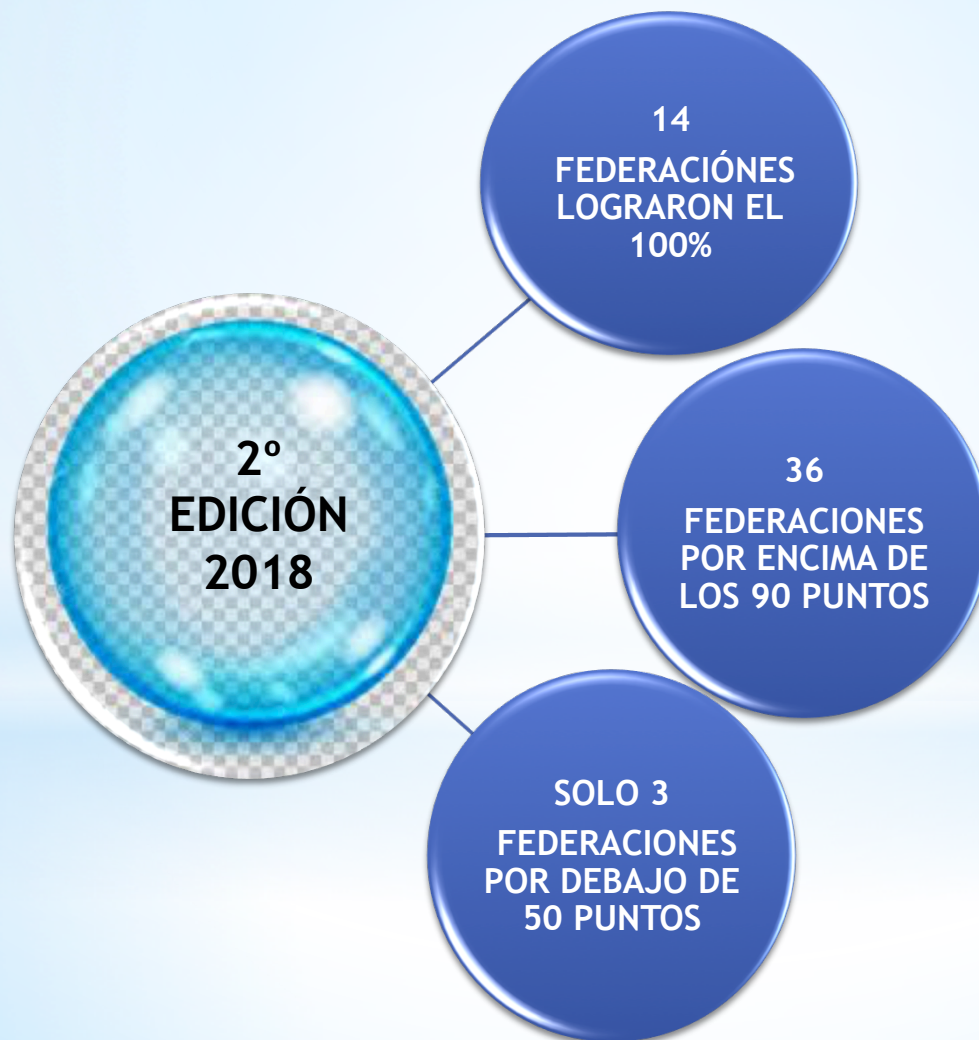 14
FEDERACIÓNES
LOGRARON EL
100%
2º
EDICIÓN
2018
36
FEDERACIONES
POR ENCIMA DE
LOS 90 PUNTOS
SOLO 3
FEDERACIONES
POR DEBAJO DE
50 PUNTOS